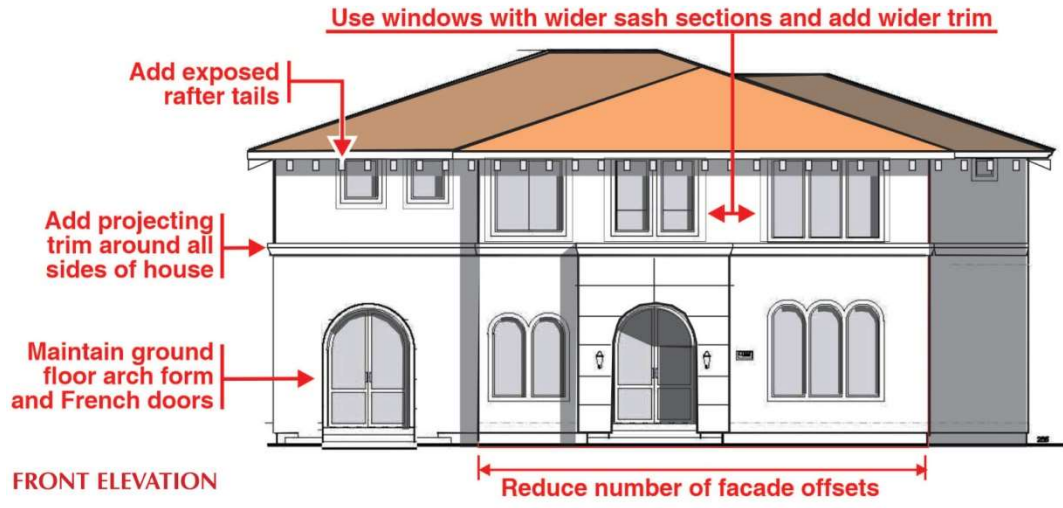 Use windows with wider sash sections and add wider trim
Add exposed
rafter tails
Add projecting
trim around all
sides of house
Maintain ground
floor arch form
and French doors
FRONT ELEVATION
Reduce number of facade offsets